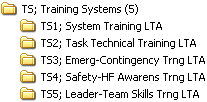 TS; Training Systems (5)
TS1; System Training LTA
TS2; Task Technical Training LTA
TS3; Emerg-Contingency Trng LTA
TS4; Safety-HF Awarens Trng LTA
TS5; Leader-Team Skills Trng LTA